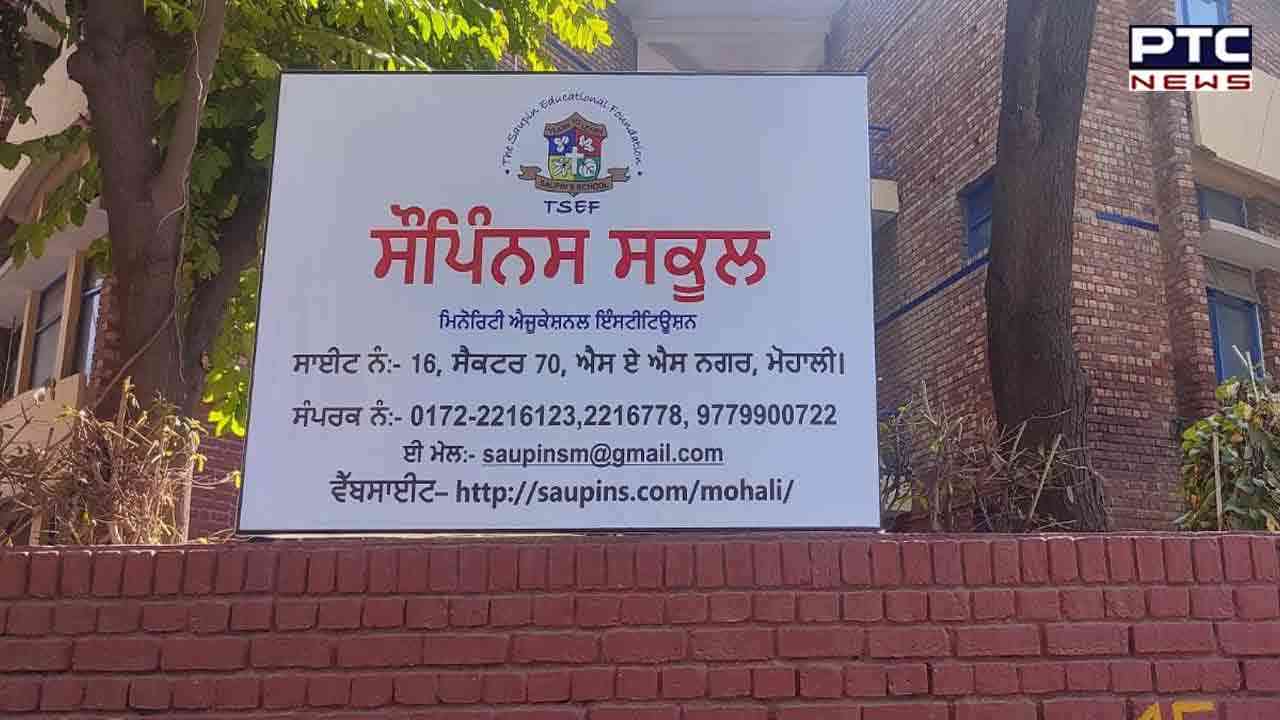 PTC
NEWS
The Saupin Educational Foundation
SAUPIN'S SCHOOL
TSEF
ਸੌਪਿੰਨਸ ਸਕੂਲ
ਮਿਨੋਰਿਟੀ ਐਜੂਕੇਸ਼ਨਲ ਇੰਸਟੀਟਿਊਸ਼ਨ
ਸਾਈਟ ਨੰ:- 16, ਸੈਕਟਰ 70, ਐਸ ਏ ਐਸ ਨਗਰ, ਮੋਹਾਲੀ।
ਸੰਪਰਕ ਨੰ:- 0172-2216123,2216778, 9779900722
ਈ ਮੇਲ:- saupinsm@gmail.com
ਵੈੱਬਸਾਈਟ– http://saupins.com/mohali/